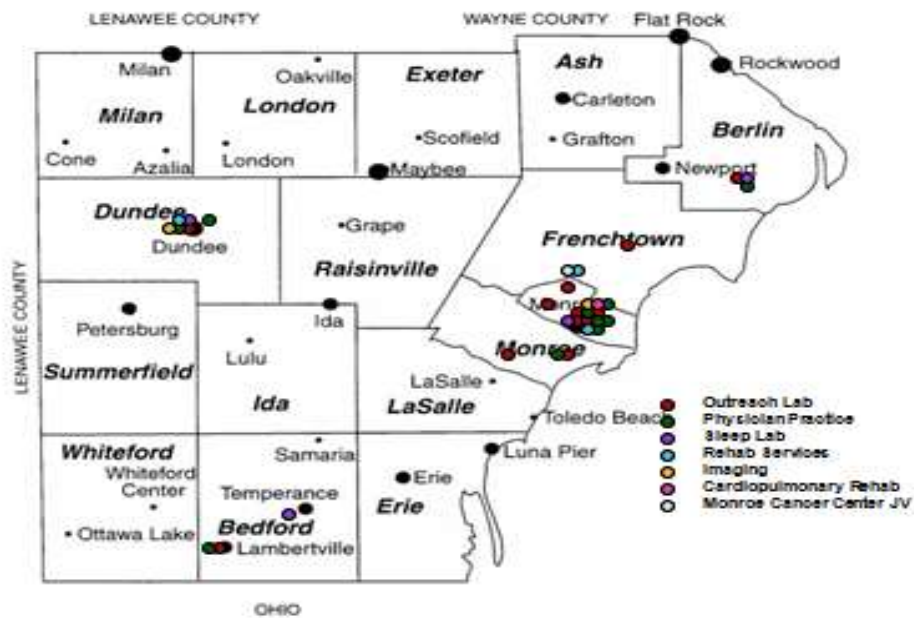 LENAWEE COUNTY
WAYNE COUNTY
Flat Rock
Milan
Oakville
Exeter
Ash
Rockwood
Milan
London
Carleton
Berlin
Cone
Azalia
London
Scofield
Grafton
Maybee
Newport
Dundee
Dundee
Grape
Raisinville
Frenchtown
LENAWEE COUNTY
Petersburg
Ida
Monroe
Lulu
Summerfield
Ida
LaSalle
LaSalle
Toledo Beach
Outreach Lab
Physician Practice
Sleep Lab
Rehab Services
Imaging
Cardiopulmonary Rehab
Monroe Cancer Center JV
Whiteford
Whiteford
Center
Samaria
Luna Pier
Temperance
Erie
Erie
Ottawa Lake
Bedford
Lambertville
OHIO